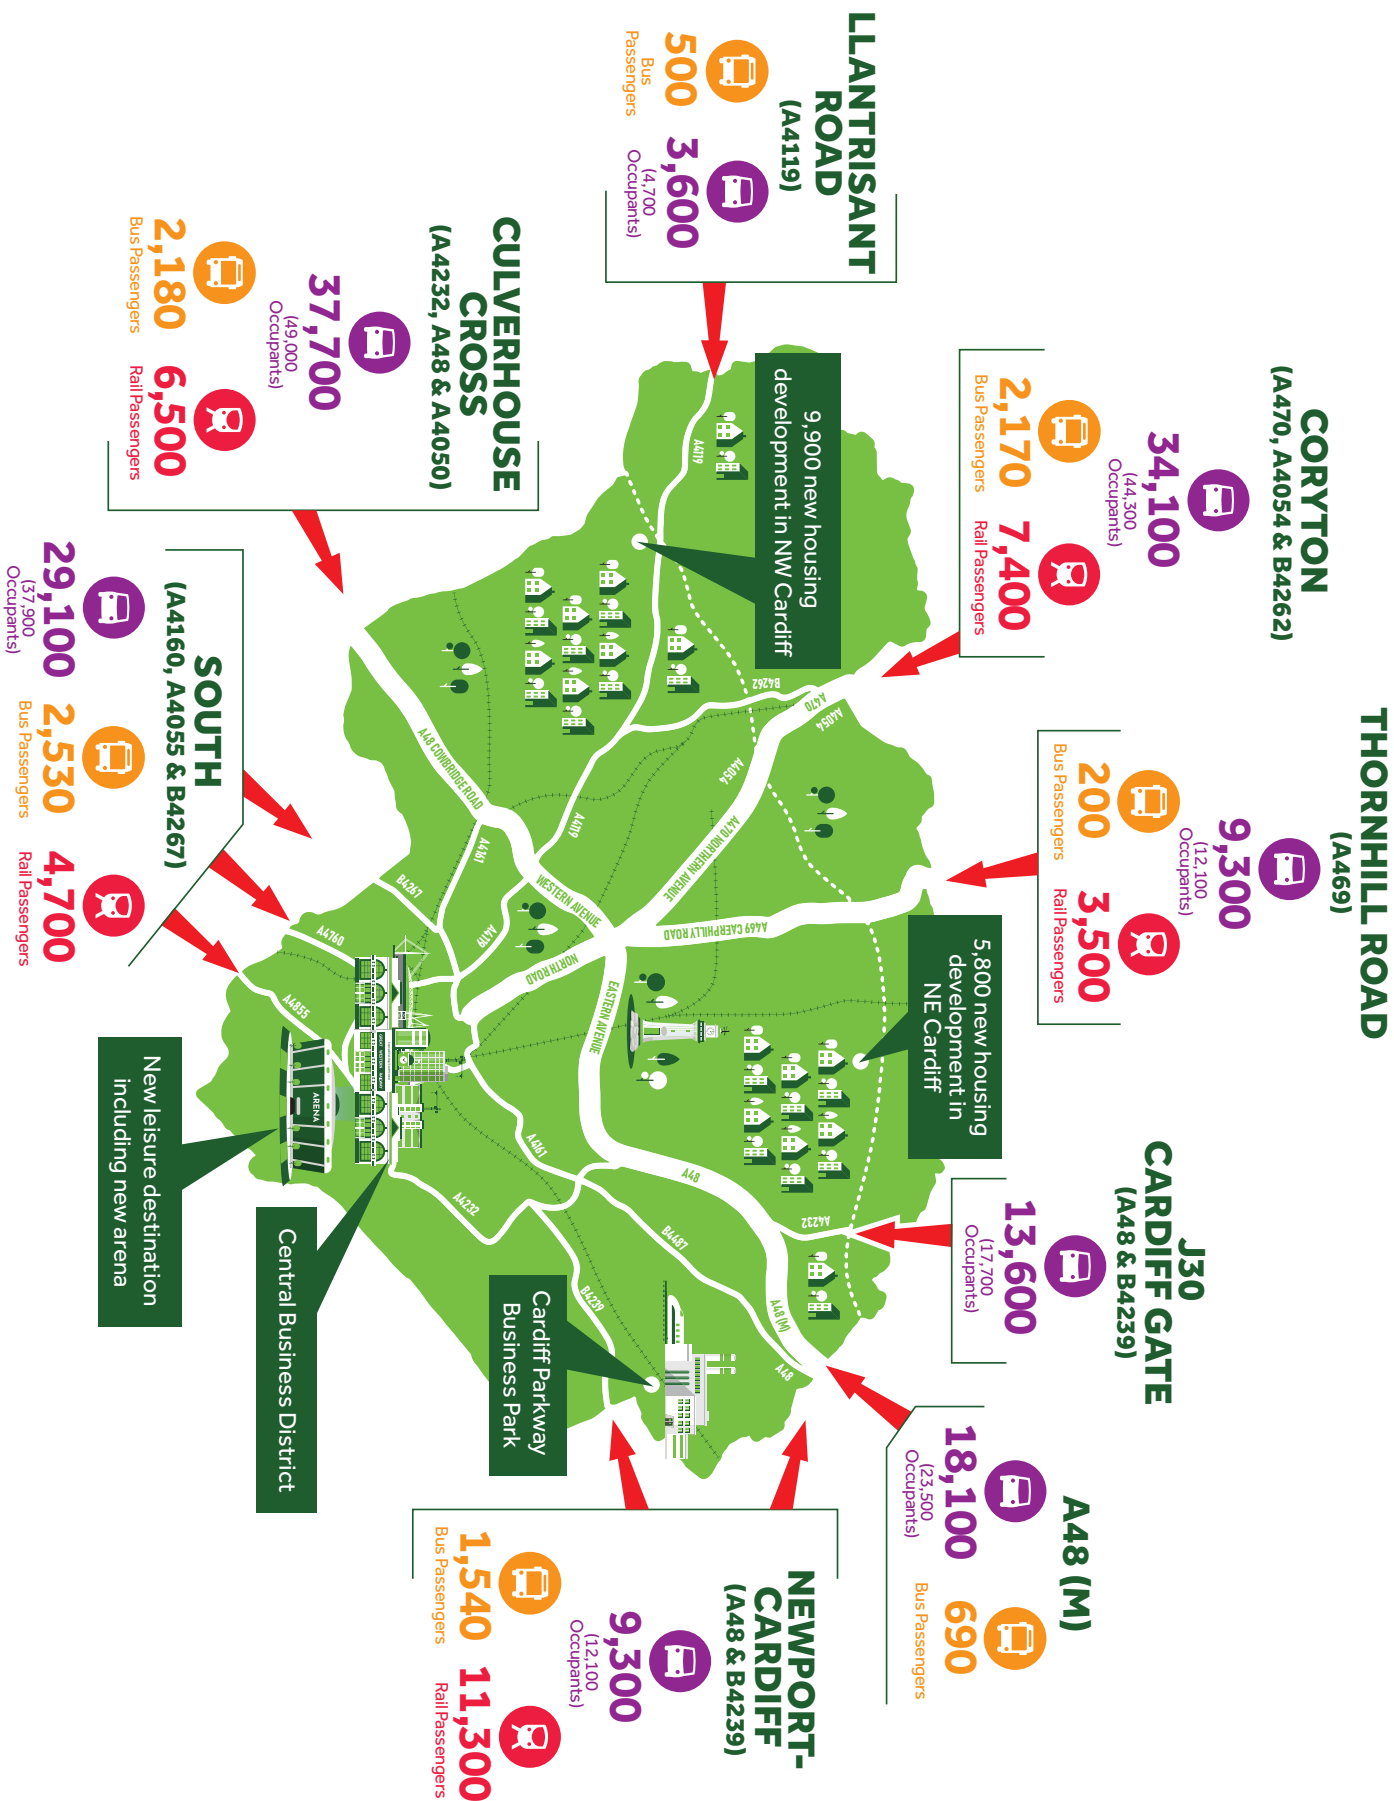 THORNHILL ROAD
(A469)
9,300
(12,100
Occupants)
200
Bus Passengers
3,500
Rail Passengers
CORYTON
(A470, A4054 & B4262)
34,100
(44,300
Occupants)
2,170
Bus Passengers
7,400
Rail Passengers
J30
CARDIFF GATE
(A48 & B4239)
13,600
(17,700
Occupants)
A48 (M)
18,100
(23,500
Occupants)
690
Bus Passengers
LLANTRISANT
ROAD
(A4119)
500
Bus
Passengers
3,600
(4,700
Occupants)
NEWPORT-
CARDIFF
(A48 & B4239)
9,300
(12,100
Occupants)
1,540
Bus Passengers
11,300
Rail Passengers
CULVERHOUSE
CROSS
(A4232, A48 & A4050)
37,700
(49,000
Occupants)
2,180
Bus Passengers
6,500
Rail Passengers
SOUTH
(A4160, A4055 & B4267)
29,100
(37,900
Occupants)
2,530
Bus Passengers
4,700
Rail Passengers
9,900 new housing
development in NW Cardiff
5,800 new housing
development in
NE Cardiff
Cardiff Parkway
Business Park
Central Business District
New leisure destination
including new arena
A4119
B4262
A470
A4054
A4054
A470 NORTHERN AVENUE
A469 CAERPHILLY ROAD
A4232
A48
A48 (M)
A48
A48 COWBRIDGE ROAD
A4119
WESTERN AVENUE
NORTH ROAD
EASTERN AVENUE
B4487
A4161
B4267
A4119
A4161
B4239
A4232
A4760
A4855
GREAT WESTERN RAILWAY
ARENA